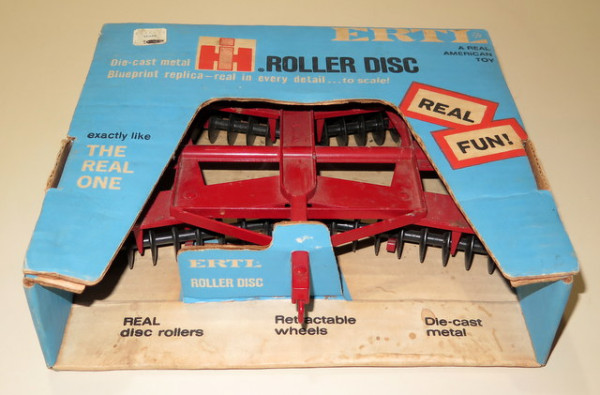 ERTL
A REAL
AMERICAN
TOY
Die-cast metal IH ROLLER DISC
Blueprint replica—real in every detail...to scale!
REAL
FUN!
exactly like
THE
REAL
ONE
ERTL
ROLLER DISC
REAL
disc rollers
Retractable
wheels
Die-cast
metal